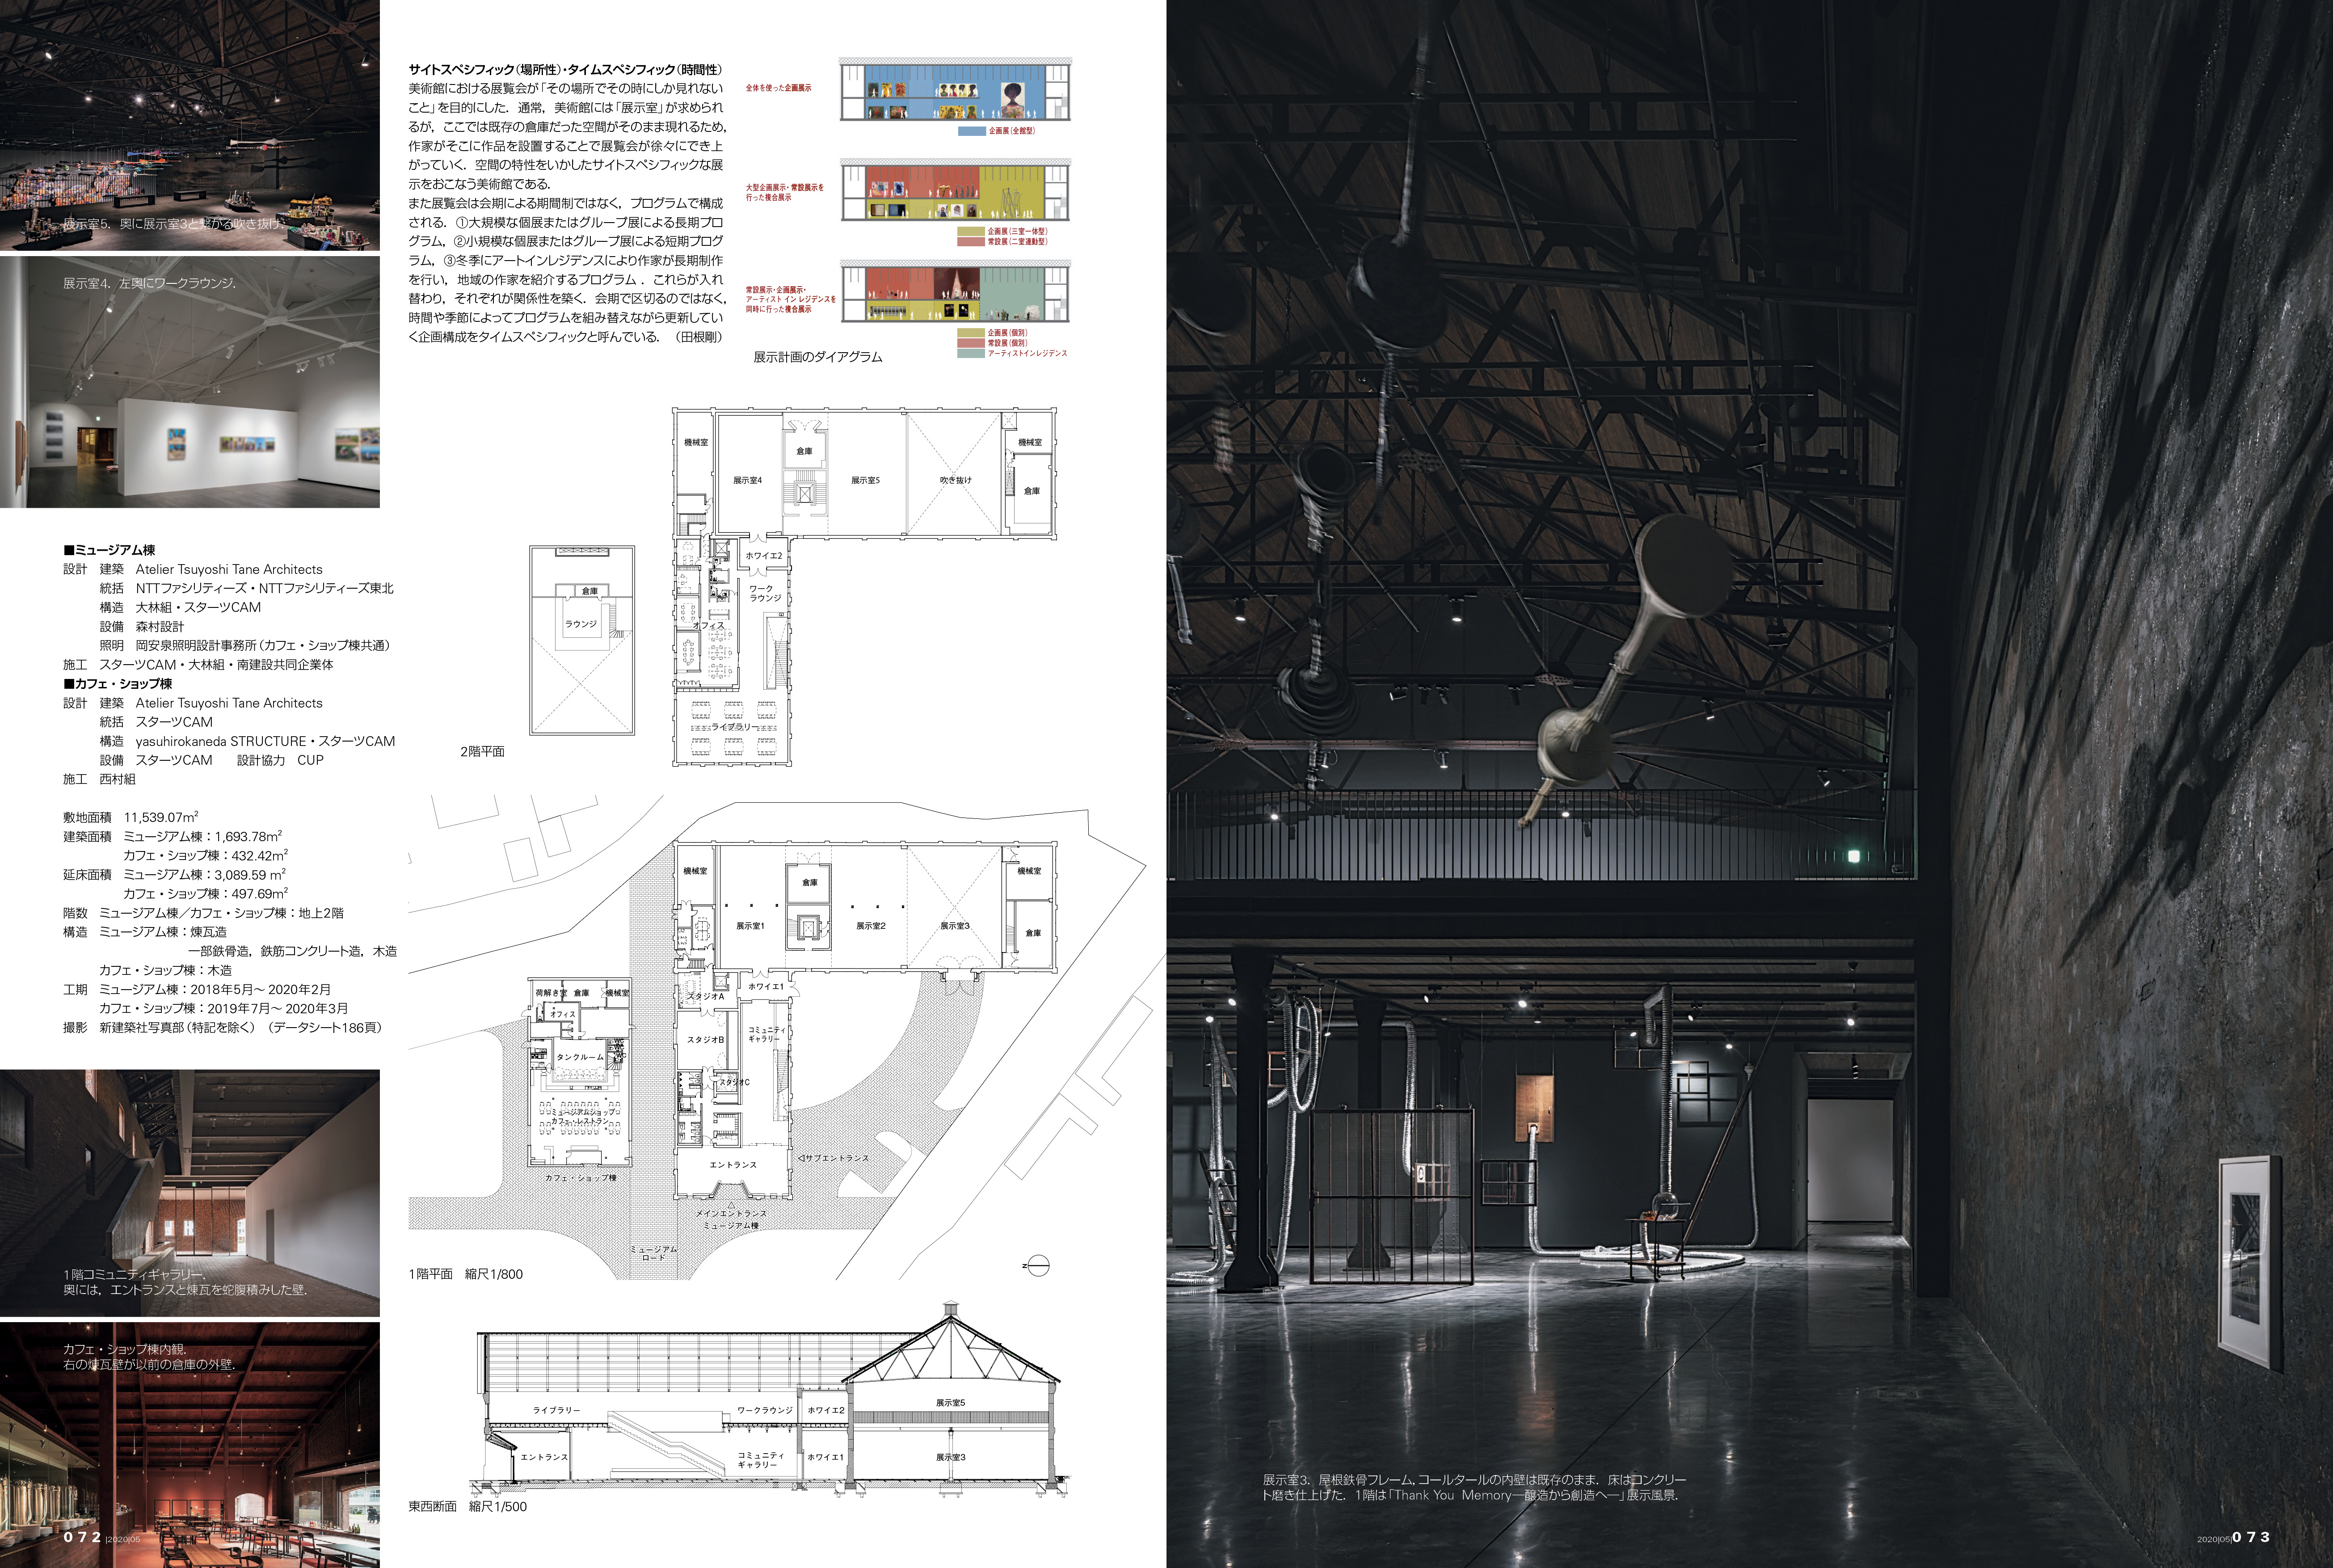 展示室5．奥に展示室3と繋がる吹き抜け．
展示室4．左奥にワークラウンジ．
■ミュージアム棟
設計　建築　Atelier Tsuyoshi Tane Architects
統括　NTTファシリティーズ・NTTファシリティーズ東北
構造　大林組・スターツCAM
設備　森村設計
照明　岡安泉照明設計事務所（カフェ・ショップ棟共通）
施工　スターツCAM・大林組・南建設共同企業体
■カフェ・ショップ棟
設計　建築　Atelier Tsuyoshi Tane Architects
統括　スターツCAM
構造　yasuhirokaneda STRUCTURE・スターツCAM
設備　スターツCAM　　設計協力　CUP
施工　西村組
敷地面積　11,539.07m²
建築面積　ミュージアム棟：1,693.78m²
カフェ・ショップ棟：432.42m²
延床面積　ミュージアム棟：3,089.59 m²
カフェ・ショップ棟：497.69m²
階数　ミュージアム棟／カフェ・ショップ棟：地上2階
構造　ミュージアム棟：煉瓦造
一部鉄骨造，鉄筋コンクリート造，木造
カフェ・ショップ棟：木造
工期　ミュージアム棟：2018年5月〜2020年2月
カフェ・ショップ棟：2019年7月〜2020年3月
撮影　新建築社写真部（特記を除く）（データシート186頁）
1階コミュニティギャラリー．
奥には，エントランスと煉瓦を蛇腹積みした壁．
カフェ・ショップ棟内観．
右の煉瓦壁が以前の倉庫の外壁．
072 |2020|05
サイトスペシフィック（場所性）・タイムスペシフィック（時間性）
美術館における展覧会が「その場所でその時にしか見れない
こと」を目的にした．通常，美術館には「展示室」が求められ
るが，ここでは既存の倉庫だった空間がそのまま現れるため，
作家がそこに作品を設置することで展覧会が徐々にでき上
がっていく．空間の特性をいかしたサイトスペシフィックな展
示をおこなう美術館である．
また展覧会は会期による期間制ではなく，プログラムで構成
される．①大規模な個展またはグループ展による長期プロ
グラム，②小規模な個展またはグループ展による短期プログ
ラム，③冬季にアートインレジデンスにより作家が長期制作
を行い，地域の作家を紹介するプログラム．これらが入れ
替わり，それぞれが関係性を築く．会期で区切るのではなく，
時間や季節によってプログラムを組み替えながら更新してい
く企画構成をタイムスペシフィックと呼んでいる．（田根剛）
全体を使った企画展示
企画展（全館型）
大型企画展示・常設展示を
行った複合展示
企画展（三室一体型）
常設展（二室連動型）
常設展示・企画展示・
アーティスト イン レジデンスを
同時に行った複合展示
企画展（個別）
常設展（個別）
アーティストインレジデンス
展示計画のダイアグラム
機械室
展示室4
倉庫
展示室5
吹き抜け
機械室
倉庫
ホワイエ2
ワーク
ラウンジ
オフィス
ライブラリー
倉庫
ラウンジ
2階平面
機械室
倉庫
展示室1
展示室2
展示室3
機械室
倉庫
スタジオA
ホワイエ1
スタジオB
コミュニティ
ギャラリー
スタジオC
エントランス
◁サブエントランス
△
メインエントランス
ミュージアム棟
荷解き室
倉庫
機械室
オフィス
タンクルーム
ミュージアムショップ
カフェ・レストラン
カフェ・ショップ棟
ミュージアム
ロード
N
1階平面　縮尺1/800
ライブラリー
ワークラウンジ
ホワイエ2
展示室5
エントランス
コミュニティ
ギャラリー
ホワイエ1
展示室3
東西断面　縮尺1/500
展示室3．屋根鉄骨フレーム，コールタールの内壁は既存のまま．床はコンクリー
ト磨き仕上げた．1階は「Thank You Memory―醸造から創造へ―」展示風景．
2020|05|073